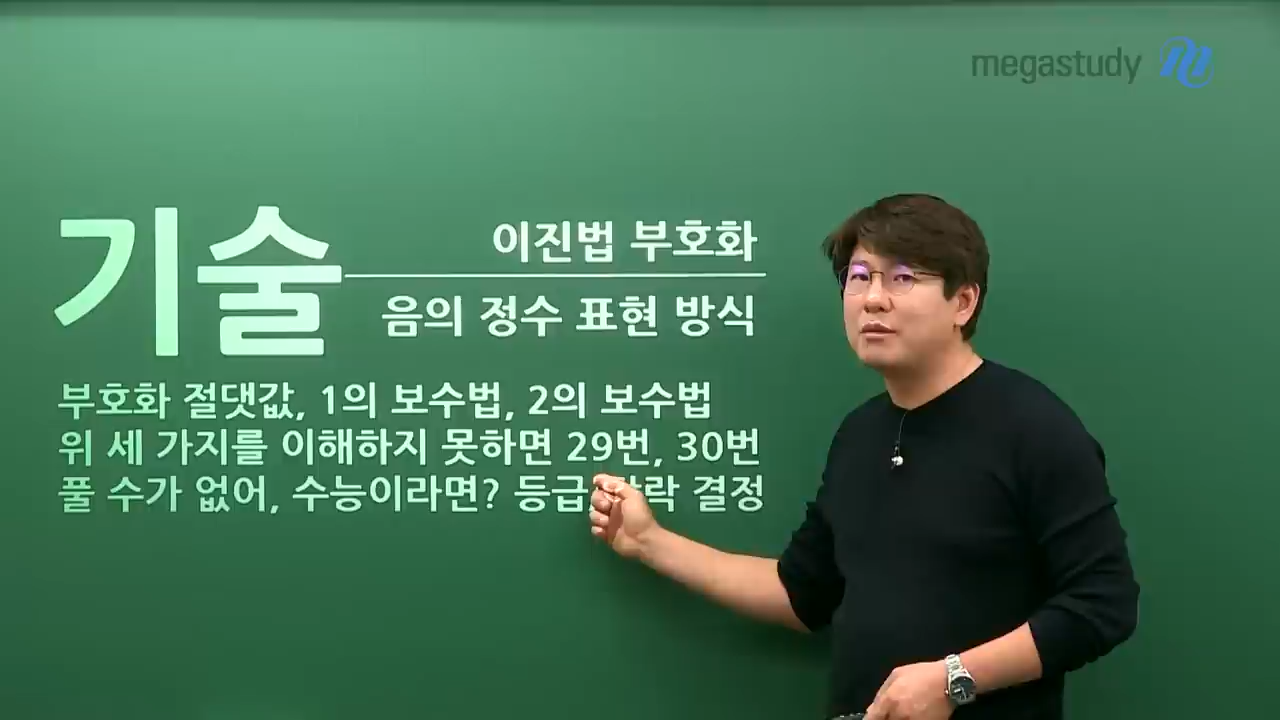 megastudy
기술
이진법 부호화
음의 정수 표현 방식
부호화 절댓값, 1의 보수법, 2의 보수법
위 세 가지를 이해하지 못하면 29번, 30번
풀 수가 없어, 수능이라면? 등급, 결정